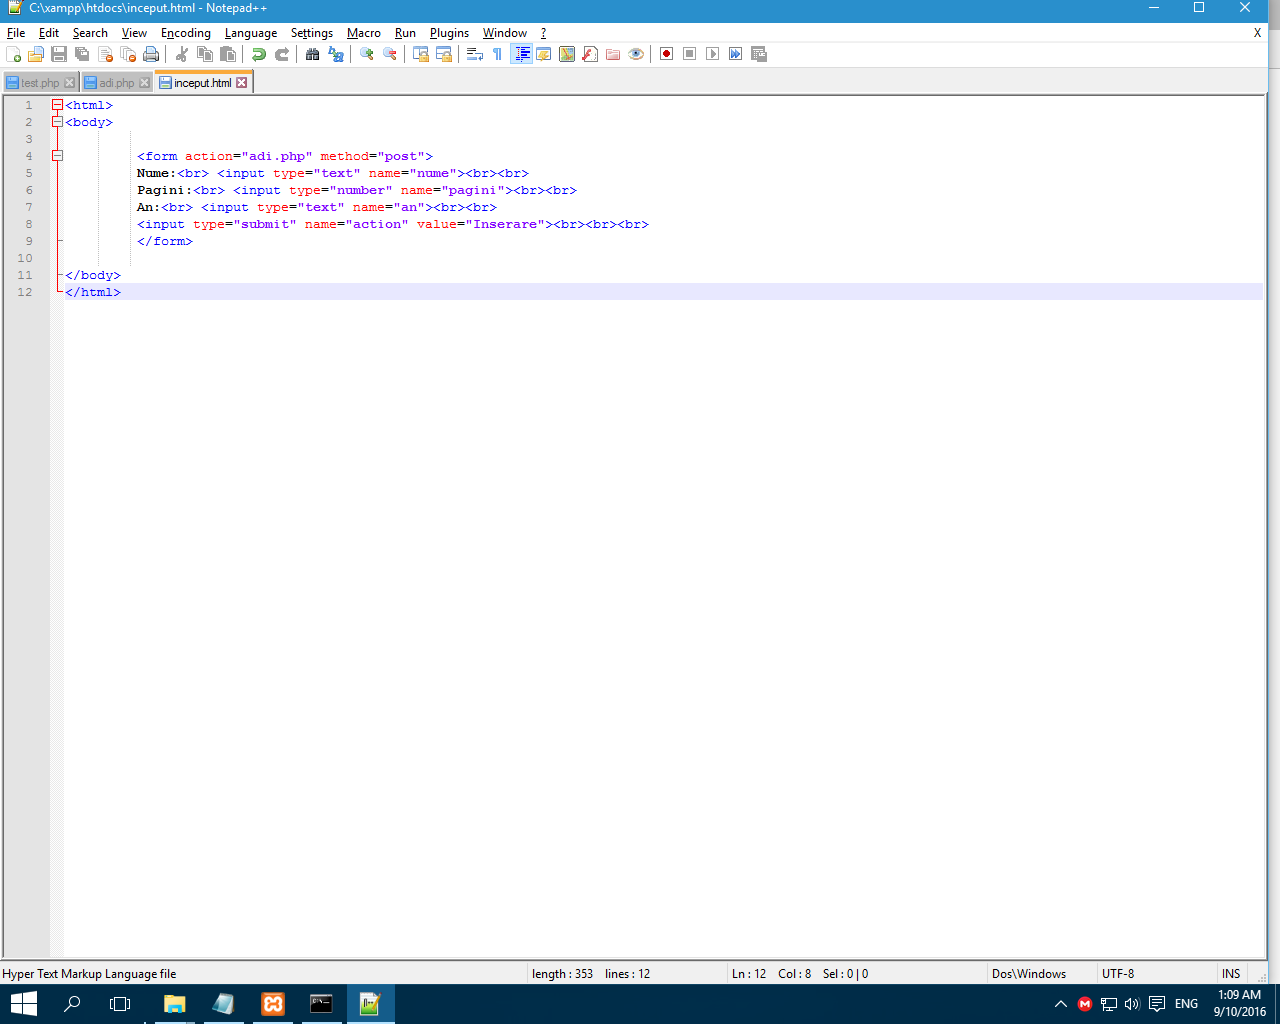 C:\xampp\htdocs\inceput.html - Notepad++
File Edit Search View Encoding Language Settings Macro Run Plugins Window ? X
test.php adi.php inceput.html
1 <html>
2 <body>
3
4 <form action="adi.php" method="post">
5 Nume:<br> <input type="text" name="nume"><br><br>
6 Pagini:<br> <input type="number" name="pagini"><br><br>
7 An:<br> <input type="text" name="an"><br><br>
8 <input type="submit" name="action" value="Inserare"><br><br><br>
9 </form>
10
11 </body>
12 </html>
Hyper Text Markup Language file length : 353 lines : 12 Ln : 12 Col : 8 Sel : 0 | 0 Dos\Windows UTF-8 INS
ENG 1:09 AM
9/10/2016